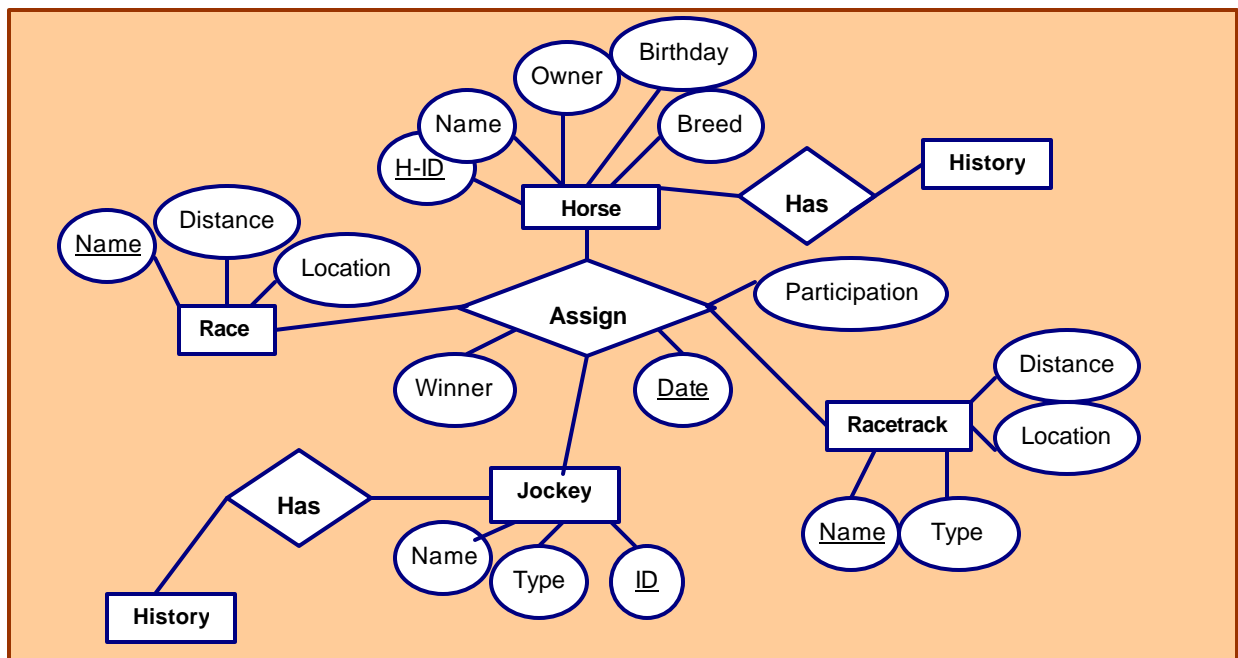 Birthday
Owner
Name
Breed
H-ID
History
Has
Horse
Distance
Name
Location
Participation
Race
Assign
Winner
Date
Distance
Racetrack
Location
Jockey
Has
Name
Type
Name
Type
ID
History